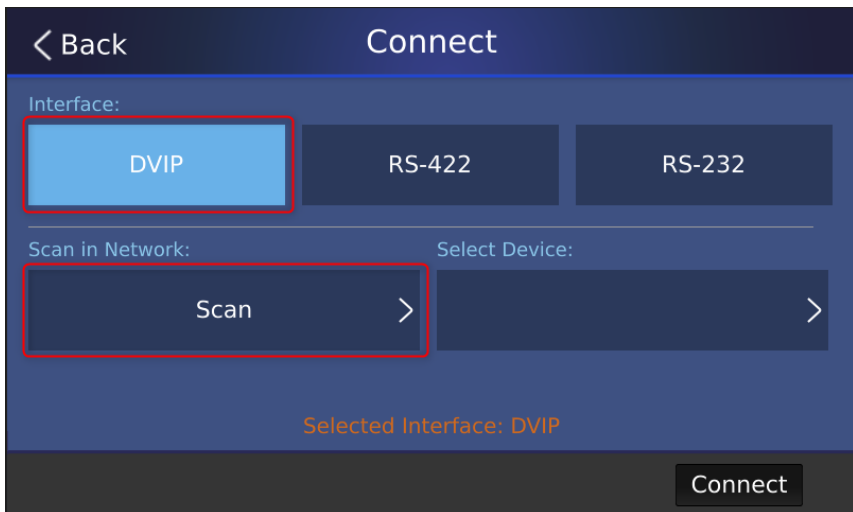 Back
Connect
Interface:
DVIP
RS-422
RS-232
Scan in Network:
Select Device:
Scan
Selected Interface: DVIP
Connect